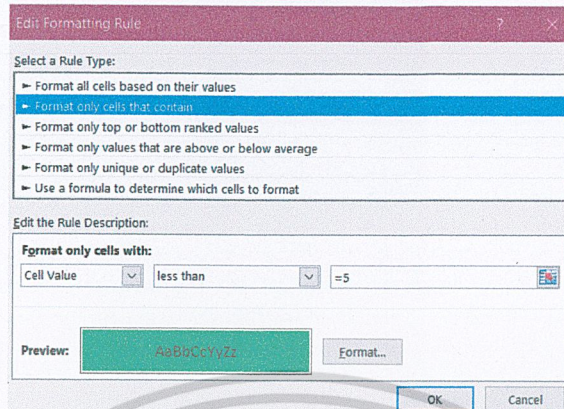 Edit Formatting Rule ? ×
Select a Rule Type:
► Format all cells based on their values
► Format only cells that contain
► Format only top or bottom ranked values
► Format only values that are above or below average
► Format only unique or duplicate values
► Use a formula to determine which cells to format
Edit the Rule Description:
Format only cells with:
Cell Value less than =5
Preview: AaBbCcYyZz Format...
OK Cancel